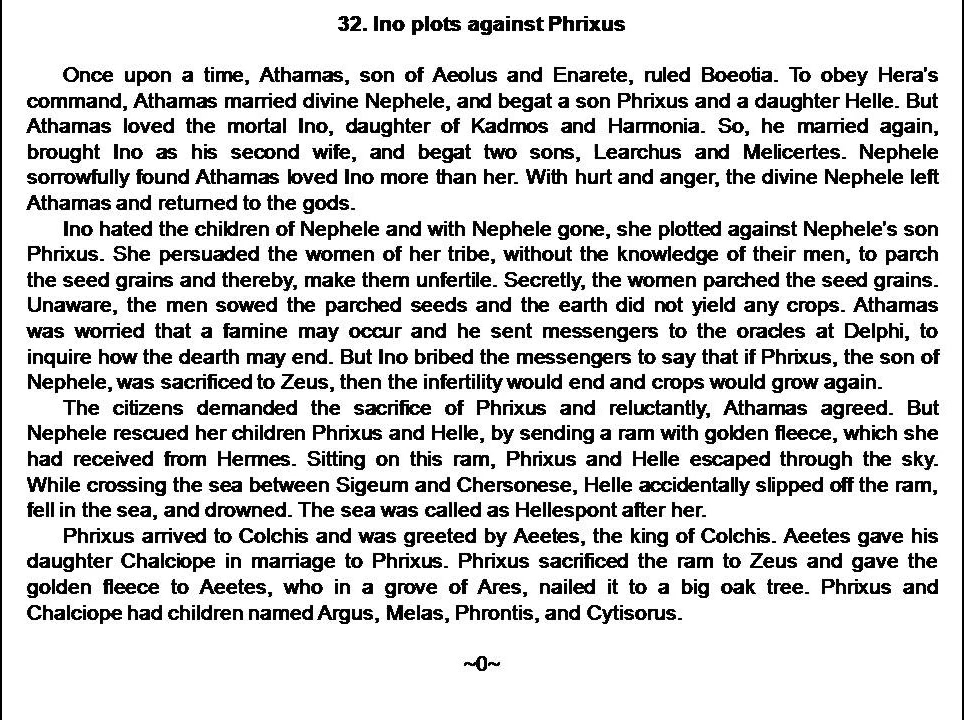 32. Ino plots against Phrixus
Once upon a time, Athamas, son of Aeolus and Enarete, ruled Boeotia. To obey Hera's
command, Athamas married divine Nephele, and begat a son Phrixus and a daughter Helle. But
Athamas loved the mortal Ino, daughter of Kadmos and Harmonia. So, he married again,
brought Ino as his second wife, and begat two sons, Learchus and Melicertes. Nephele
sorrowfully found Athamas loved Ino more than her. With hurt and anger, the divine Nephele left
Athamas and returned to the gods.
Ino hated the children of Nephele and with Nephele gone, she plotted against Nephele's son
Phrixus. She persuaded the women of her tribe, without the knowledge of their men, to parch
the seed grains and thereby, make them unfertile. Secretly, the women parched the seed grains.
Unaware, the men sowed the parched seeds and the earth did not yield any crops. Athamas
was worried that a famine may occur and he sent messengers to the oracles at Delphi, to
inquire how the dearth may end. But Ino bribed the messengers to say that if Phrixus, the son of
Nephele, was sacrificed to Zeus, then the infertility would end and crops would grow again.
The citizens demanded the sacrifice of Phrixus and reluctantly, Athamas agreed. But
Nephele rescued her children Phrixus and Helle, by sending a ram with golden fleece, which she
had received from Hermes. Sitting on this ram, Phrixus and Helle escaped through the sky.
While crossing the sea between Sigeum and Chersonese, Helle accidentally slipped off the ram,
fell in the sea, and drowned. The sea was called as Hellespont after her.
Phrixus arrived to Colchis and was greeted by Aeetes, the king of Colchis. Aeetes gave his
daughter Chalciope in marriage to Phrixus. Phrixus sacrificed the ram to Zeus and gave the
golden fleece to Aeetes, who in a grove of Ares, nailed it to a big oak tree. Phrixus and
Chalciope had children named Argus, Melas, Phrontis, and Cytisorus.
~0~